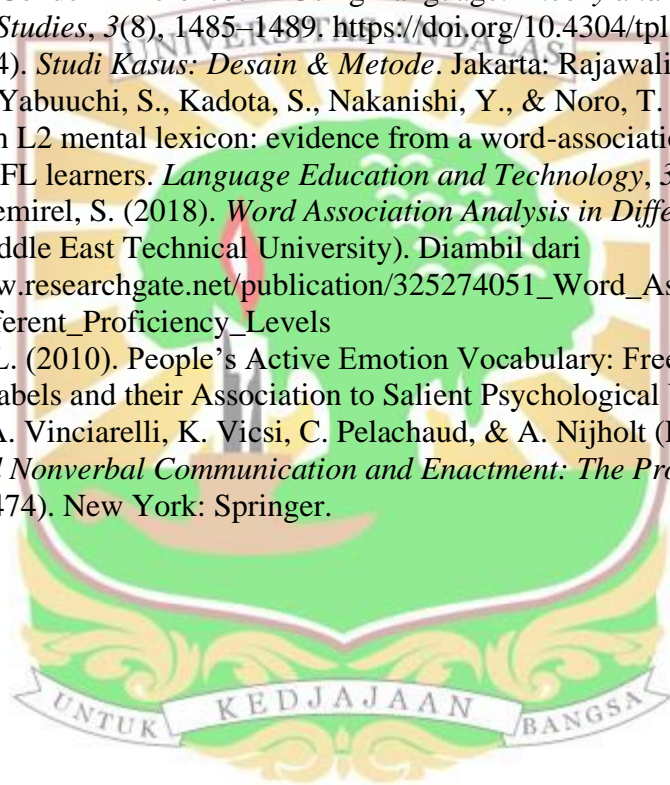 Studies, 3(8), 1485–1489. https://doi.org/10.4304/tpl
UNIVERSITAS ANDALAS
4). Studi Kasus: Desain & Metode. Jakarta: Rajawali
Yabuuchi, S., Kadota, S., Nakanishi, Y., & Noro, T.
n L2 mental lexicon: evidence from a word-associatio
FL learners. Language Education and Technology, 3
emirel, S. (2018). Word Association Analysis in Diffe
ddle East Technical University). Diambil dari
w.researchgate.net/publication/325274051_Word_As
ferent_Proficiency_Levels
L. (2010). People’s Active Emotion Vocabulary: Free
abels and their Association to Salient Psychological
A. Vinciarelli, K. Vicsi, C. Pelachaud, & A. Nijholt (
l Nonverbal Communication and Enactment: The Pro
474). New York: Springer.
UNTUK KEDJAJAAN BANGSA